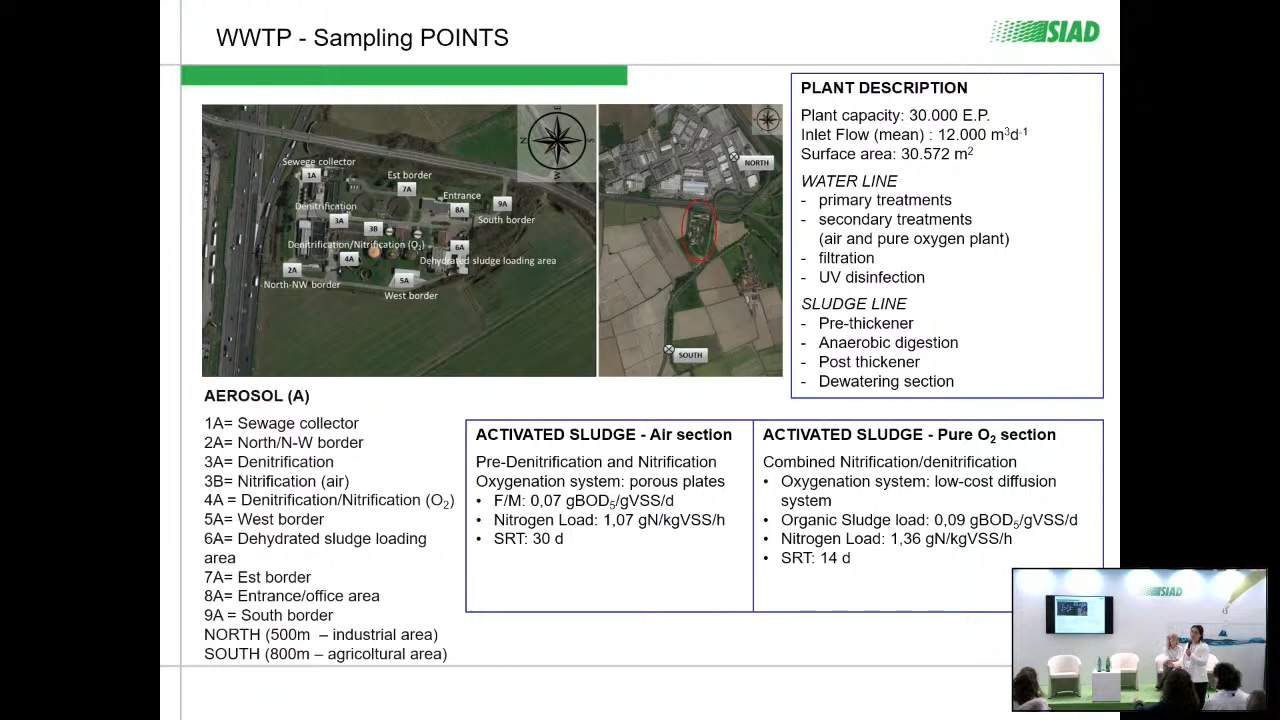 WWTP - Sampling POINTS
SIAD
Sewege collector
1A
Est border
7A
Entrance
8A
9A
South border
Denitrification
3A
3B
Denitrification/Nitrification (O2)
4A
6A
Dehydrated sludge loading area
2A
North-NW border
5A
West border
E
N
S
W
NORTH
SOUTH
PLANT DESCRIPTION
Plant capacity: 30.000 E.P.
Inlet Flow (mean) : 12.000 m³d⁻¹
Surface area: 30.572 m²
WATER LINE
- primary treatments
- secondary treatments
(air and pure oxygen plant)
- filtration
- UV disinfection
SLUDGE LINE
- Pre-thickener
- Anaerobic digestion
- Post thickener
- Dewatering section
AEROSOL (A)
1A= Sewage collector
2A= North/N-W border
3A= Denitrification
3B= Nitrification (air)
4A = Denitrification/Nitrification (O₂)
5A= West border
6A= Dehydrated sludge loading
area
7A= Est border
8A= Entrance/office area
9A = South border
NORTH (500m – industrial area)
SOUTH (800m – agricoltural area)
ACTIVATED SLUDGE - Air section
Pre-Denitrification and Nitrification
Oxygenation system: porous plates
• F/M: 0,07 gBOD₅/gVSS/d
• Nitrogen Load: 1,07 gN/kgVSS/h
• SRT: 30 d
ACTIVATED SLUDGE - Pure O₂ section
Combined Nitrification/denitrification
• Oxygenation system: low-cost diffusion
system
• Organic Sludge load: 0,09 gBOD₅/gVSS/d
• Nitrogen Load: 1,36 gN/kgVSS/h
• SRT: 14 d
SIAD